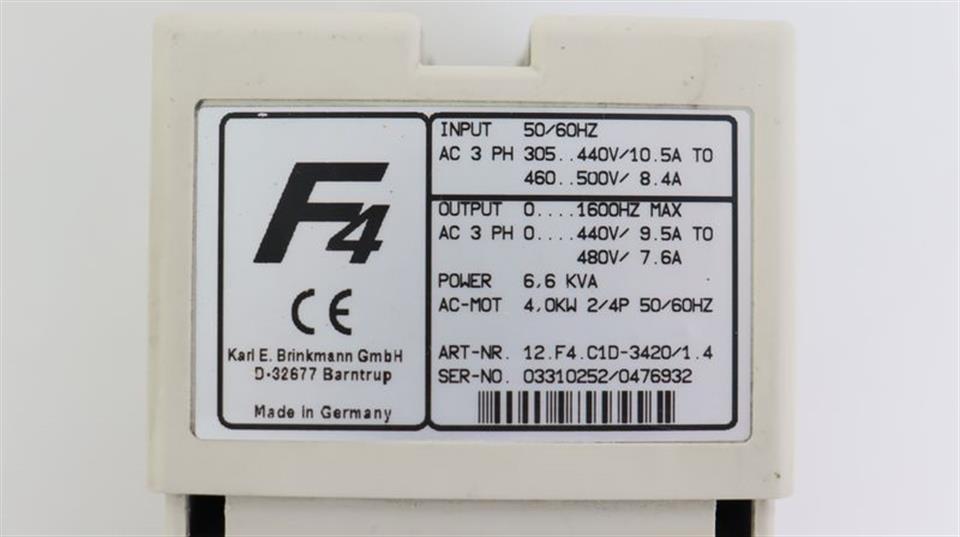 F4
CE
Karl E. Brinkmann GmbH
D-32677 Barntrup
Made in Germany
INPUT 50/60HZ
AC 3 PH 305..440V/10.5A TO
460..500V/ 8.4A
OUTPUT 0....1600HZ MAX
AC 3 PH 0....440V/ 9.5A TO
480V/ 7.6A
POWER 6,6 KVA
AC-MOT 4,0KW 2/4P 50/60HZ
ART-NR. 12.F4.C1D-3420/1.4
SER-NO. 03310252/0476932